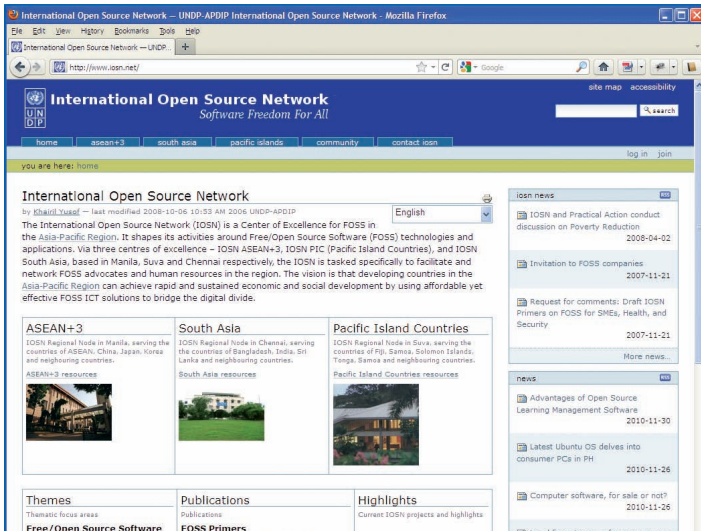 International Open Source Network — UNDP-APDIP International Open Source Network - Mozilla Firefox
File Edit View History Bookmarks Tools Help
International Open Source Network — UNDP...
http://www.iosn.net/
Google
site map accessibility
UN
DP
International Open Source Network
Software Freedom For All
search
home asean+3 south asia pacific islands community contact iosn
log in join
you are here: home
International Open Source Network
by Khairil Yusof — last modified 2008-10-06 10:53 AM 2006 UNDP-APDIP
English
The International Open Source Network (IOSN) is a Center of Excellence for FOSS in
the Asia-Pacific Region. It shapes its activities around Free/Open Source Software (FOSS) technologies and
applications. Via three centres of excellence – IOSN ASEAN+3, IOSN PIC (Pacific Island Countries), and IOSN
South Asia, based in Manila, Suva and Chennai respectively, the IOSN is tasked specifically to facilitate and
network FOSS advocates and human resources in the region. The vision is that developing countries in the
Asia-Pacific Region can achieve rapid and sustained economic and social development by using affordable yet
effective FOSS ICT solutions to bridge the digital divide.
ASEAN+3
IOSN Regional Node in Manila, serving the
countries of ASEAN, China, Japan, Korea
and neighbouring countries.
ASEAN+3 resources
South Asia
IOSN Regional Node in Chennai, serving
the countries of Bangladesh, India, Sri
Lanka and neighbouring countries.
South Asia resources
Pacific Island Countries
IOSN Regional Node in Suva, serving the
countries of Fiji, Samoa, Solomon Islands,
Tonga, Samoa and neighbouring countries.
Pacific Island Countries resources
Themes
Thematic focus areas
Free/Open Source Software
Publications
Publications
FOSS Primers
Highlights
Current IOSN projects and highlights
iosn news
IOSN and Practical Action conduct
discussion on Poverty Reduction
2008-04-02
Invitation to FOSS companies
2007-11-21
Request for comments: Draft IOSN
Primers on FOSS for SMEs, Health, and
Security
2007-11-21
More news...
news
Advantages of Open Source
Learning Management Software
2010-11-30
Latest Ubuntu OS delves into
consumer PCs in PH
2010-11-26
Computer software, for sale or not?
2010-11-26